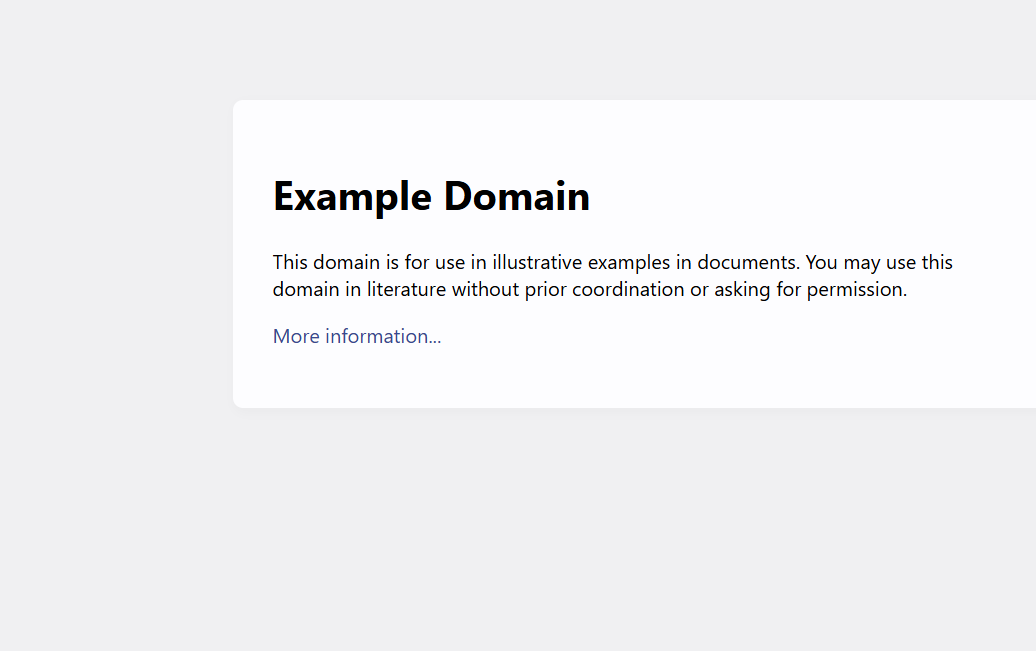 Example Domain
This domain is for use in illustrative examples in documents. You may use this
domain in literature without prior coordination or asking for permission.
More information...